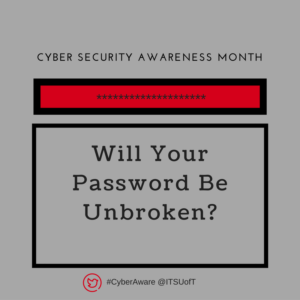 CYBER SECURITY AWARENESS MONTH
********************
Will Your
Password Be
Unbroken?
#CyberAware @ITSUofT